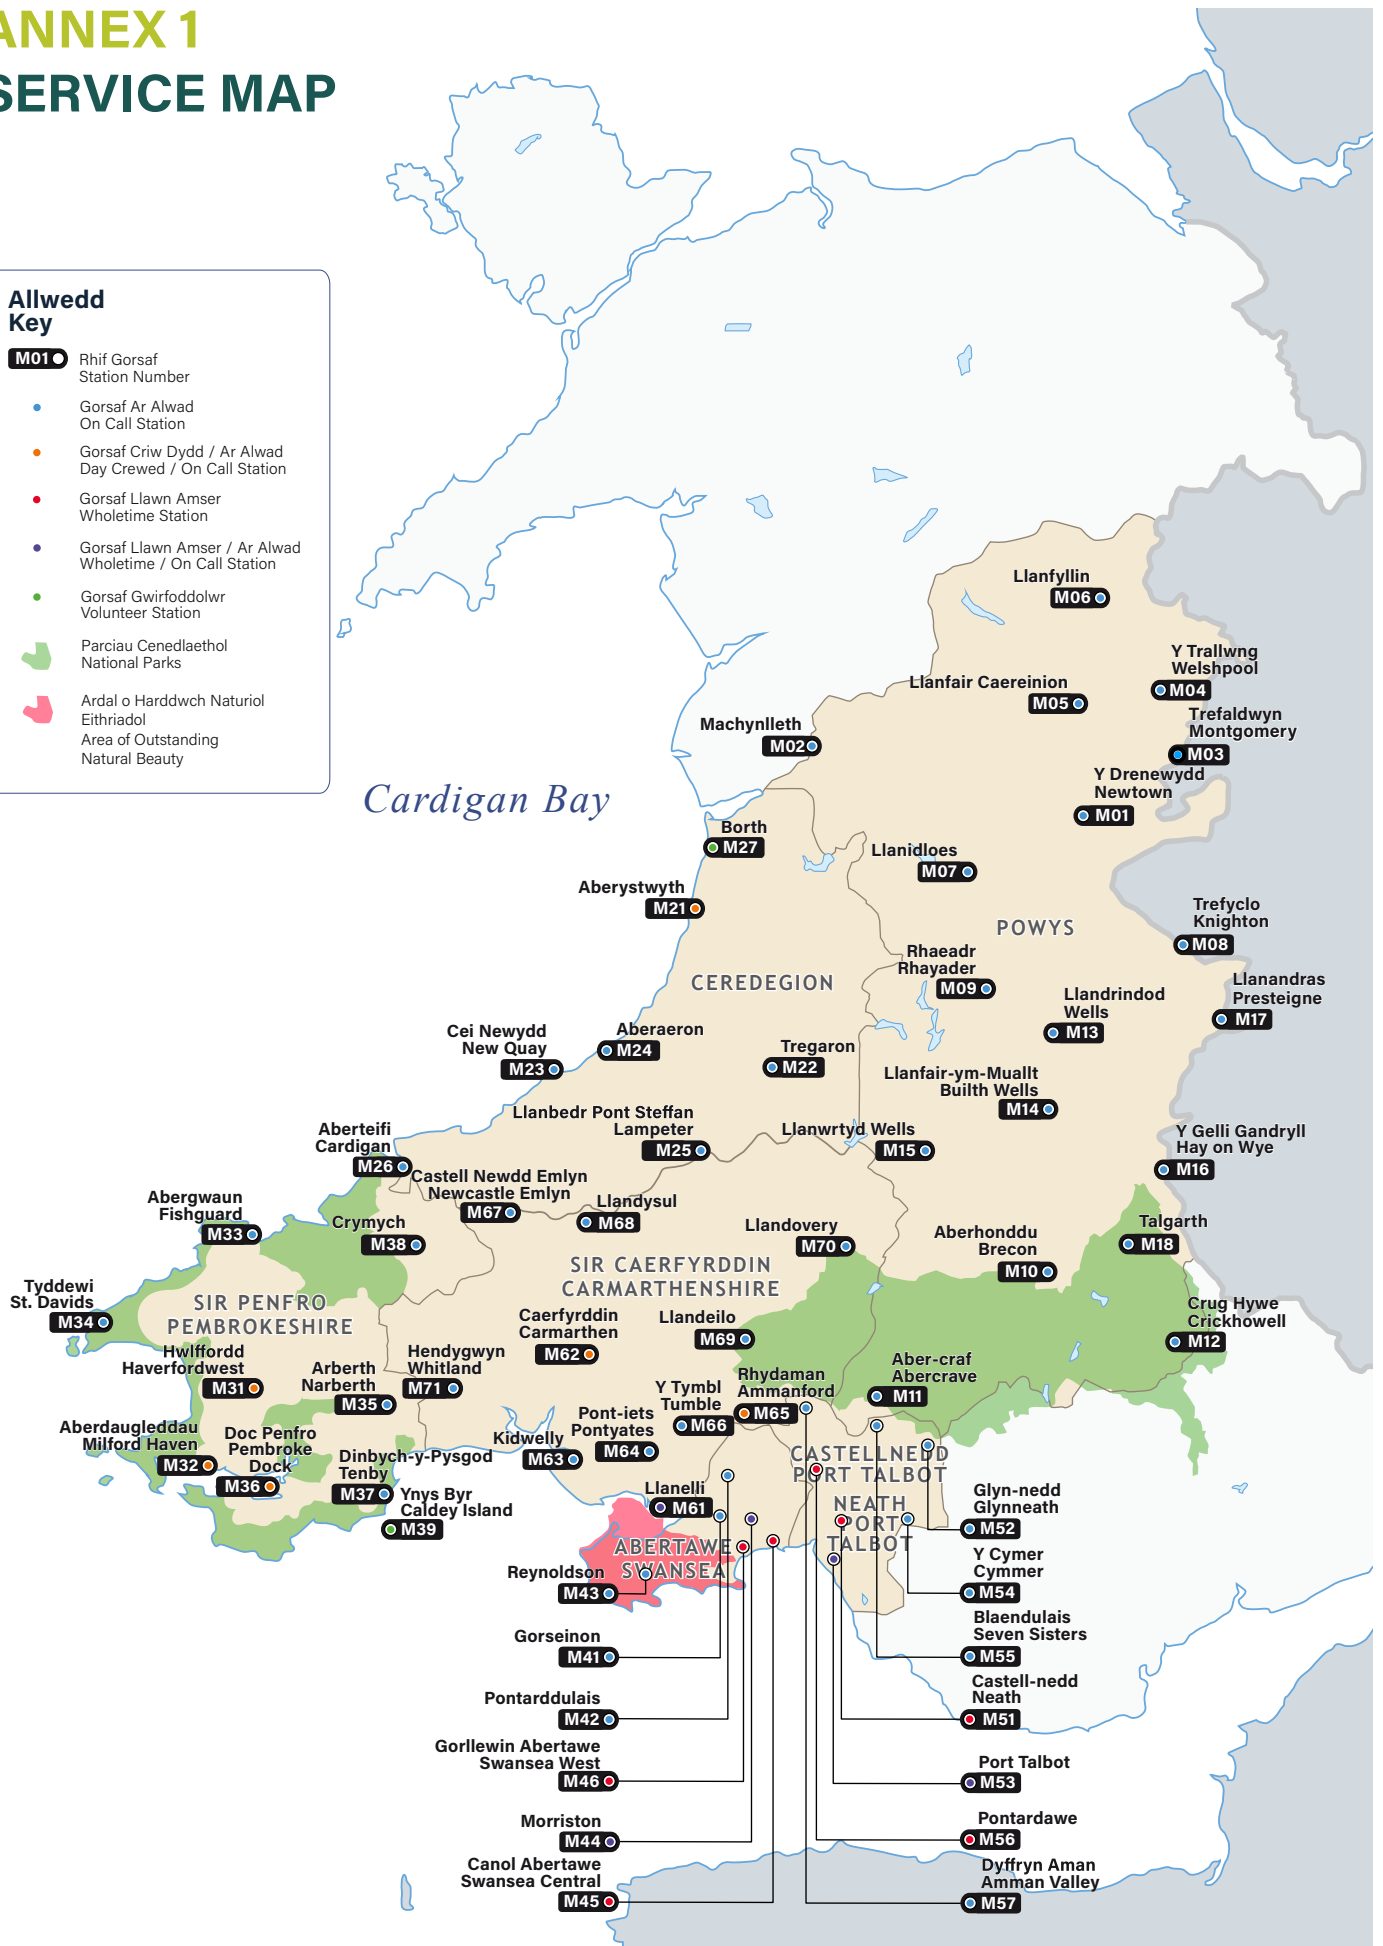 ANNEX 1
SERVICE MAP
Allwedd
Key
M01
Rhif Gorsaf
Station Number
Gorsaf Ar Alwad
On Call Station
Gorsaf Criw Dydd / Ar Alwad
Day Crewed / On Call Station
Gorsaf Llawn Amser
Wholetime Station
Gorsaf Llawn Amser / Ar Alwad
Wholetime / On Call Station
Gorsaf Gwirfoddolwr
Volunteer Station
Parciau Cenedlaethol
National Parks
Ardal o Harddwch Naturiol
Eithriadol
Area of Outstanding
Natural Beauty
Cardigan Bay
Llanfyllin
M06
Y Trallwng
Welshpool
M04
Llanfair Caereinion
M05
Trefaldwyn
Montgomery
M03
Machynlleth
M02
Y Drenewydd
Newtown
M01
Borth
M27
Llanidloes
M07
Aberystwyth
M21
POWYS
Trefyclo
Knighton
M08
Rhaeadr
Rhayader
M09
CEREDEGION
Llanandras
Presteigne
M17
Llandrindod
Wells
M13
Cei Newydd
New Quay
M23
Aberaeron
M24
Tregaron
M22
Llanfair-ym-Muallt
Builth Wells
M14
Llanbedr Pont Steffan
Lampeter
M25
Llanwrtyd Wells
M15
Y Gelli Gandryll
Hay on Wye
M16
Aberteifi
Cardigan
M26
Castell Newdd Emlyn
Newcastle Emlyn
M67
Llandysul
M68
Abergwaun
Fishguard
M33
Crymych
M38
Llandovery
M70
Aberhonddu
Brecon
M10
Talgarth
M18
SIR CAERFYRDDIN
CARMARTHENSHIRE
Tyddewi
St. Davids
M34
SIR PENFRO
PEMBROKESHIRE
Caerfyrddin
Carmarthen
M62
Llandeilo
M69
Crug Hywe
Crickhowell
M12
Hwlffordd
Haverfordwest
M31
Arberth
Narberth
M35
Hendygwyn
Whitland
M71
Aber-craf
Abercrave
M11
Y Tymbl
Tumble
M66
Rhydaman
Ammanford
M65
Aberdaugleddau
Milford Haven
M32
Doc Penfro
Pembroke
Dock
M36
Dinbych-y-Pysgod
Tenby
M37
Kidwelly
M63
Pont-iets
Pontyates
M64
Ynys Byr
Caldey Island
M39
Llanelli
M61
CASTELLNEDD
PORT TALBOT
NEATH
PORT
TALBOT
ABERTAWE
SWANSEA
Glyn-nedd
Glynneath
M52
Reynoldson
M43
Y Cymer
Cymmer
M54
Gorseinon
M41
Blaendulais
Seven Sisters
M55
Pontarddulais
M42
Castell-nedd
Neath
M51
Gorllewin Abertawe
Swansea West
M46
Port Talbot
M53
Morriston
M44
Pontardawe
M56
Canol Abertawe
Swansea Central
M45
Dyffryn Aman
Amman Valley
M57